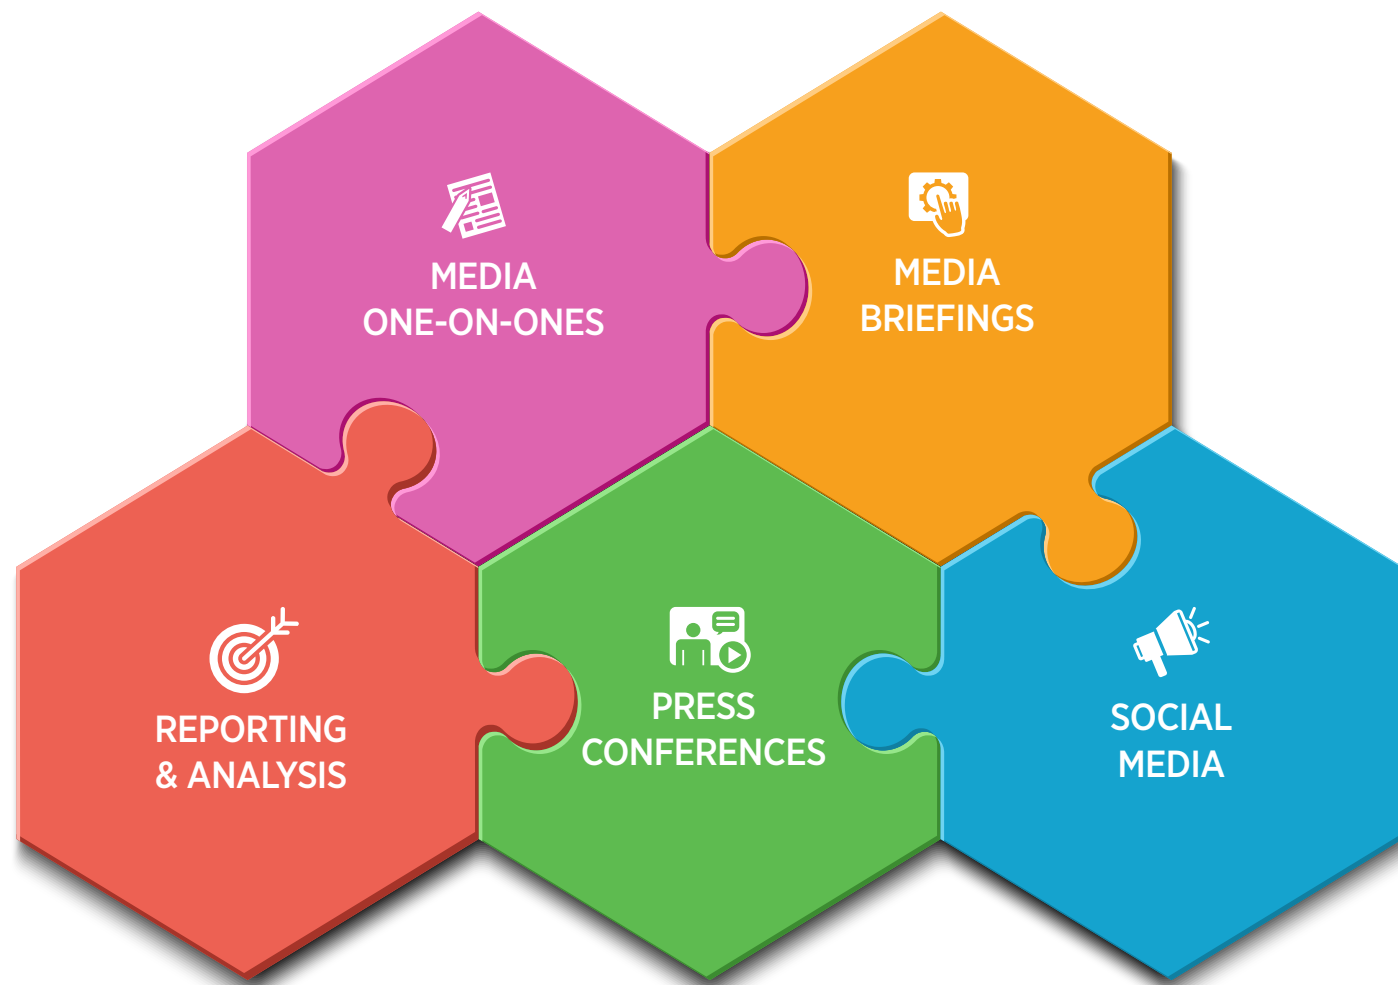 MEDIA
ONE-ON-ONES
MEDIA
BRIEFINGS
REPORTING
& ANALYSIS
PRESS
CONFERENCES
SOCIAL
MEDIA